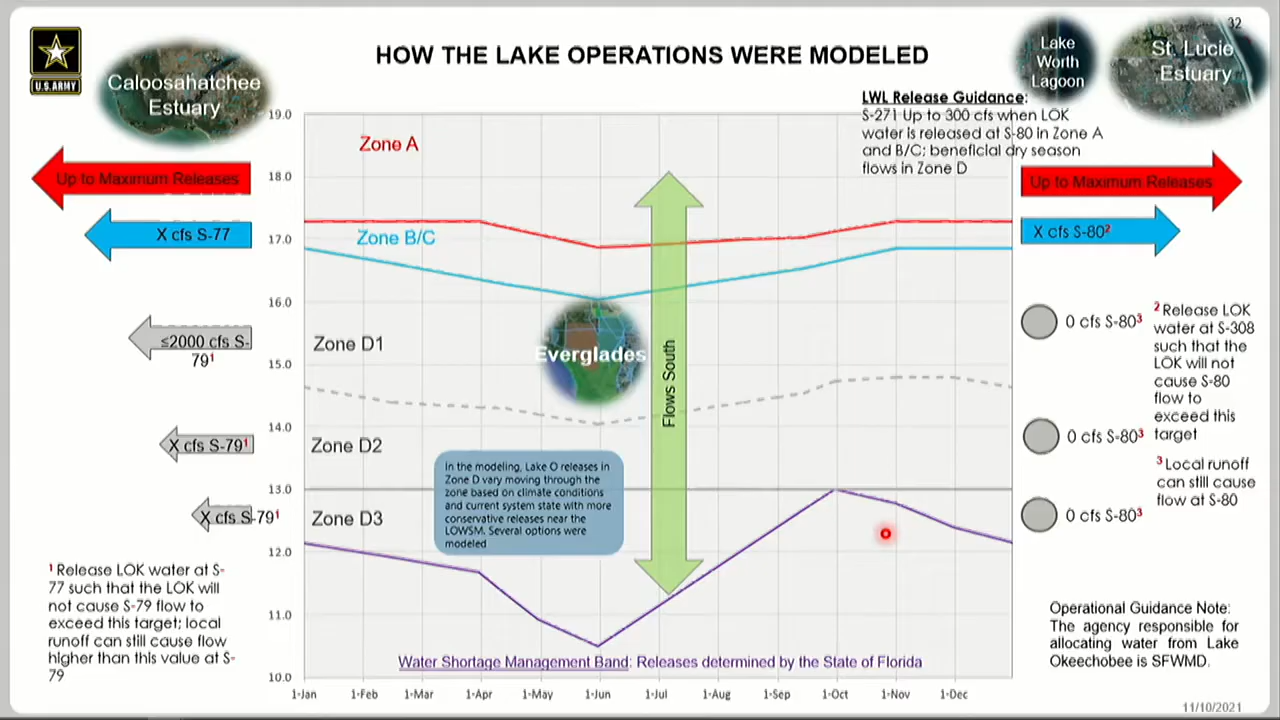 32
U.S.ARMY
Caloosahatchee
Estuary
HOW THE LAKE OPERATIONS WERE MODELED
Lake
Worth
Lagoon
St. Lucie
Estuary
LWL Release Guidance:
S-271 Up to 300 cfs when LOK
water is released at S-80 in Zone A
and B/C; beneficial dry season
flows in Zone D
19.0
18.0
17.0
16.0
15.0
14.0
13.0
12.0
11.0
10.0
Zone A
Zone B/C
Zone D1
Zone D2
Zone D3
Up to Maximum Releases
X cfs S-77
≤2000 cfs S-
79¹
X cfs S-79¹
X cfs S-79¹
Everglades
Flows South
In the modeling, Lake O releases in
Zone D vary moving through the
zone based on climate conditions
and current system state with more
conservative releases near the
LOWSM. Several options were
modeled
Up to Maximum Releases
X cfs S-80²
0 cfs S-80³
0 cfs S-80³
0 cfs S-80³
² Release LOK
water at S-308
such that the
LOK will not
cause S-80
flow to
exceed this
target
³ Local runoff
can still cause
flow at S-80
¹ Release LOK water at S-
77 such that the LOK will
not cause S-79 flow to
exceed this target; local
runoff can still cause flow
higher than this value at S-
79
Water Shortage Management Band: Releases determined by the State of Florida
Operational Guidance Note:
The agency responsible for
allocating water from Lake
Okeechobee is SFWMD.
1-Jan 1-Feb 1-Mar 1-Apr 1-May 1-Jun 1-Jul 1-Aug 1-Sep 1-Oct 1-Nov 1-Dec
11/10/2021